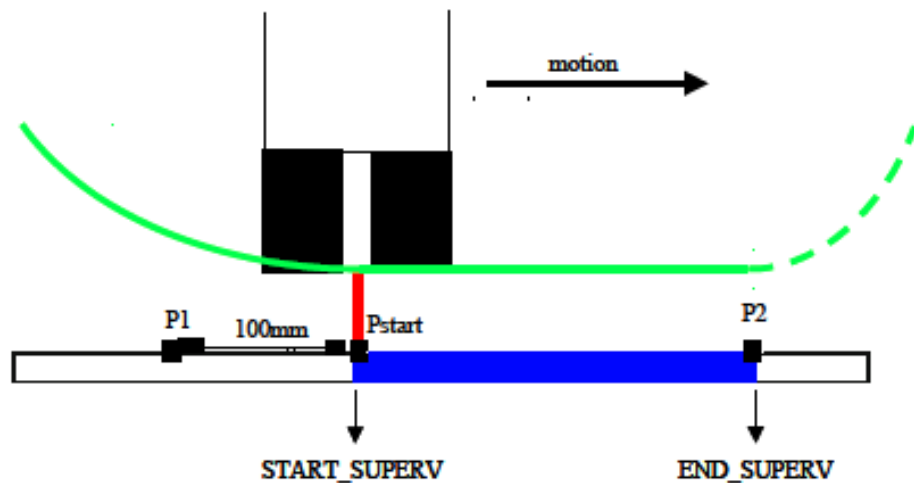 motion
P1
100mm
Pstart
P2
START_SUPERV
END_SUPERV